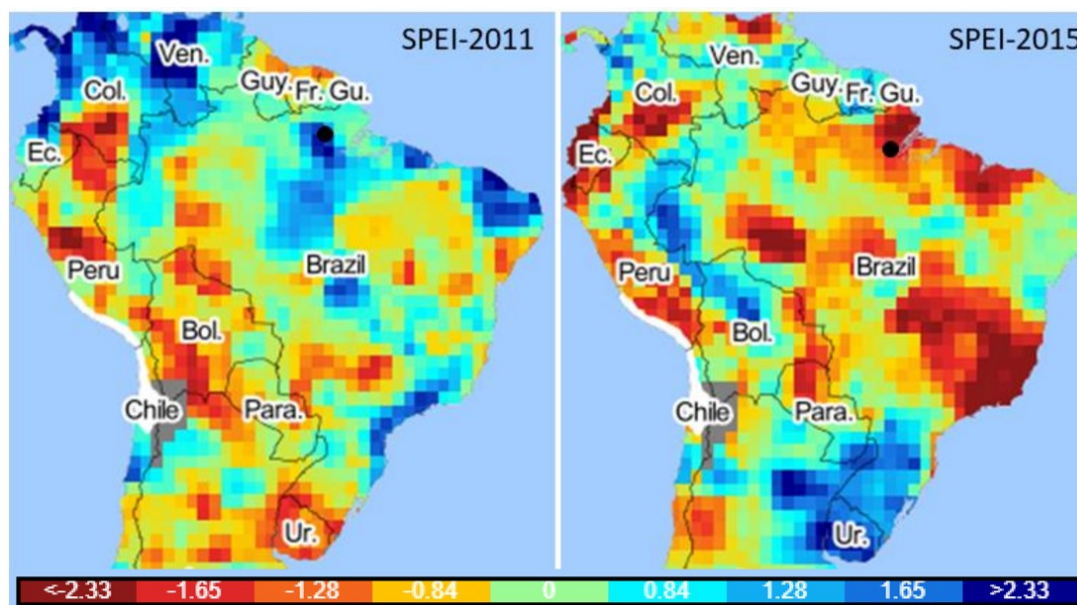 SPEI-2011
Ven.
Guy.
Fr. Gu.
Col.
Ec.
Peru
Brazil
Bol.
Chile
Para.
Ur.
SPEI-2015
Ven.
Guy.
Fr. Gu.
Col.
Ec.
Peru
Brazil
Bol.
Chile
Para.
Ur.
<-2.33 -1.65 -1.28 -0.84 0 0.84 1.28 1.65 >2.33